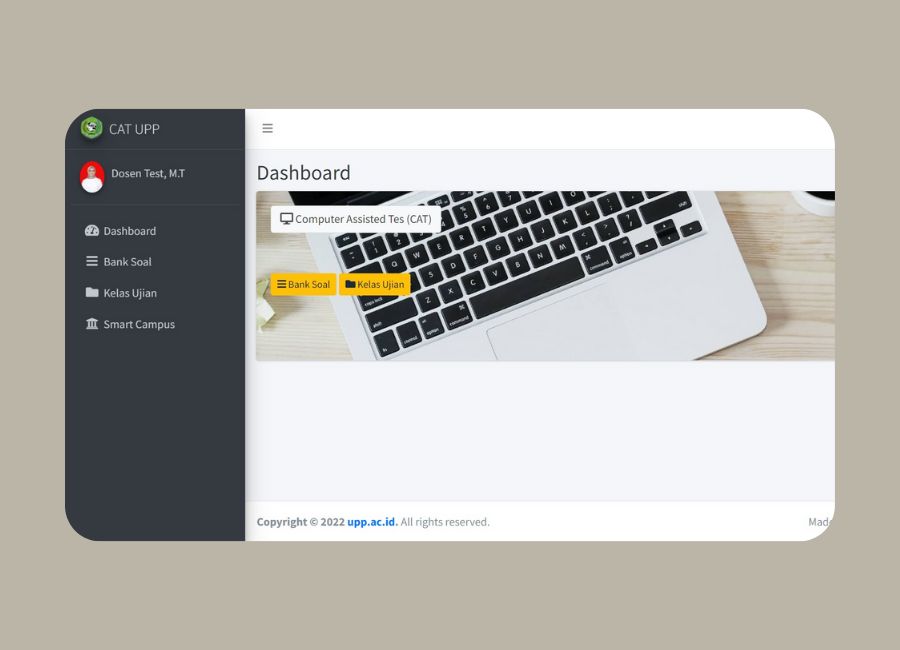 CAT UPP
Dosen Test, M.T
Dashboard
Bank Soal
Kelas Ujian
Smart Campus
Dashboard
Computer Assisted Tes (CAT)
Bank Soal Kelas Ujian
Copyright © 2022 upp.ac.id. All rights reserved.